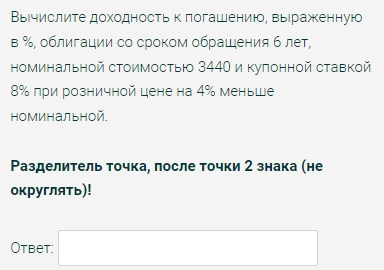 Вычислите доходность к погашению, выраженную
в %, облигации со сроком обращения 6 лет,
номинальной стоимостью 3440 и купонной ставкой
8% при розничной цене на 4% меньше
номинальной.
Разделитель точка, после точки 2 знака (не
округлять)!
Ответ: